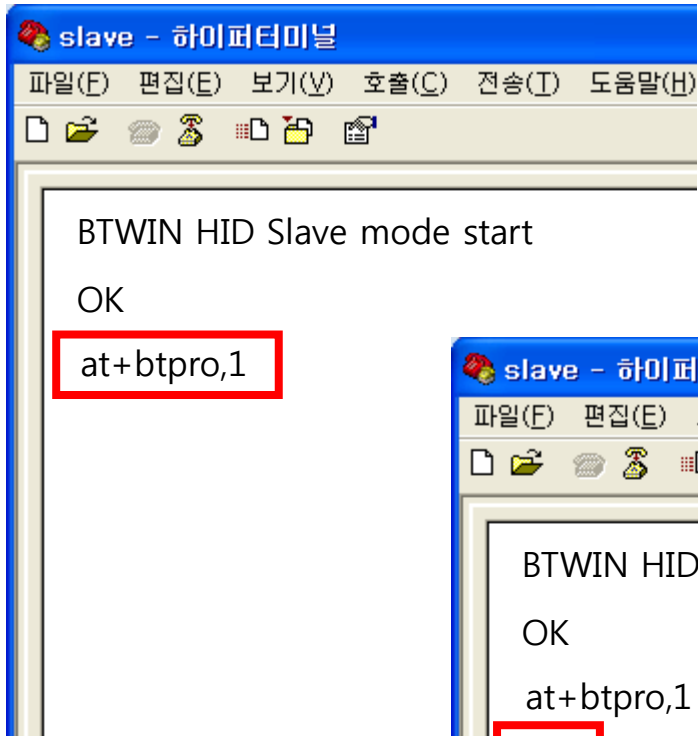 slave - 하이퍼터미널
파일(F) 편집(E) 보기(V) 호출(C) 전송(T) 도움말(H)
BTWIN HID Slave mode start
OK
at+btpro,1
slave - 하이퍼
파일(F) 편집(E)
BTWIN HID
OK
at+btpro,1